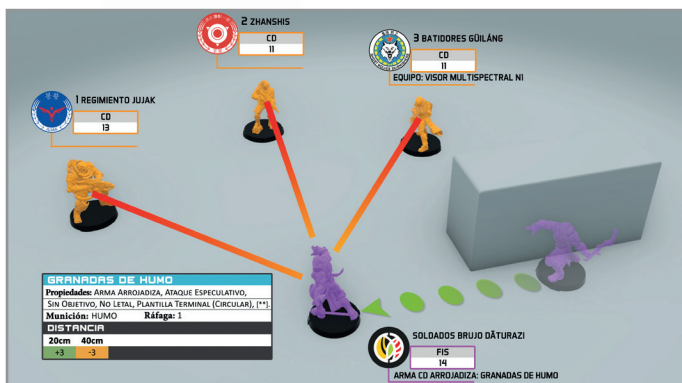 2 ZHANSHIS
CD
11
3 BATIDORES GŪILÁNG
CD
11
EQUIPO: VISOR MULTISPECTRAL N1
1 REGIMIENTO JUJAK
CD
13
GRANADAS DE HUMO
Propiedades: ARMA ARROJADIZA, ATAQUE ESPECULATIVO,
SIN OBJETIVO, NO LETAL, PLANTILLA TERMINAL (CIRCULAR), [**].
Munición: HUMO Ráfaga: 1
DISTANCIA
20cm 40cm
+3 -3
SOLDADOS BRUJO DĀTURAZI
FIS
14
ARMA CD ARROJADIZA: GRANADAS DE HUMO